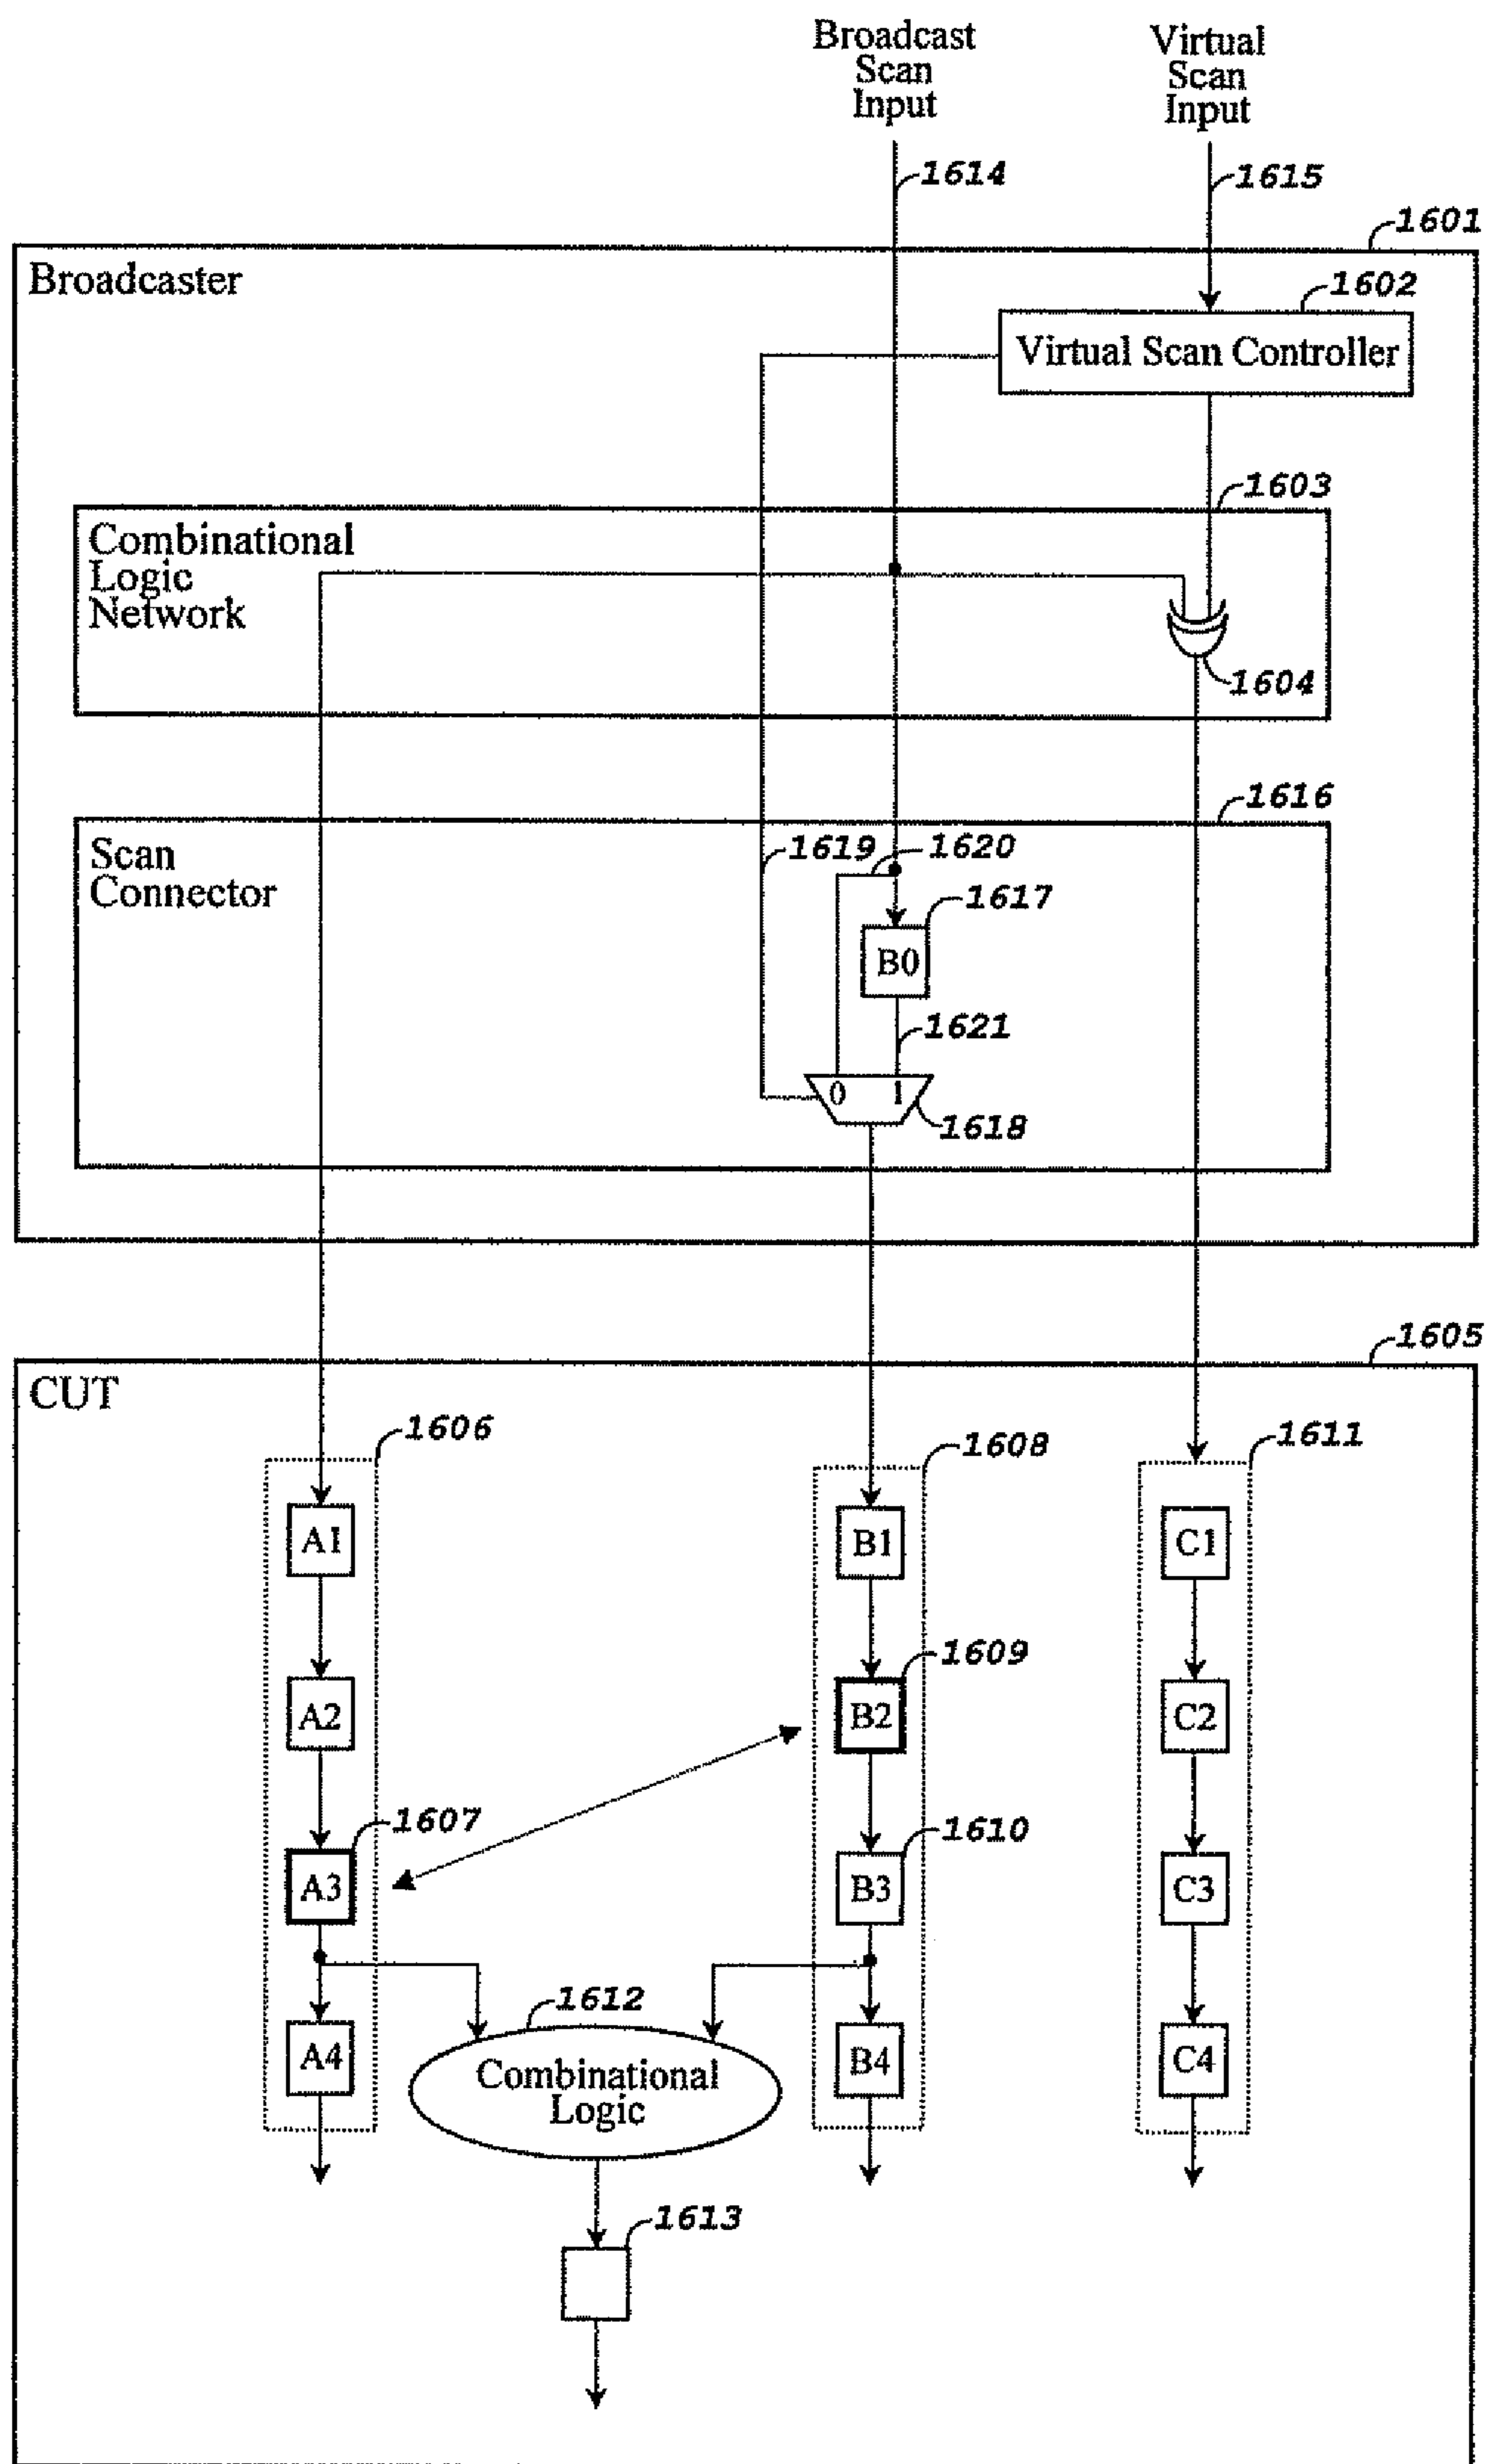 Broadcast
Scan
Input
Virtual
Scan
Input
1614
1615
1601
Broadcaster
1602
Virtual Scan Controller
1603
Combinational
Logic
Network
1604
1616
Scan
Connector
1619
1620
1617
B0
1621
0
1
1618
1605
CUT
1606
1608
1611
A1
B1
C1
1609
A2
B2
C2
1607
1610
A3
B3
C3
1612
A4
Combinational
Logic
B4
C4
1613